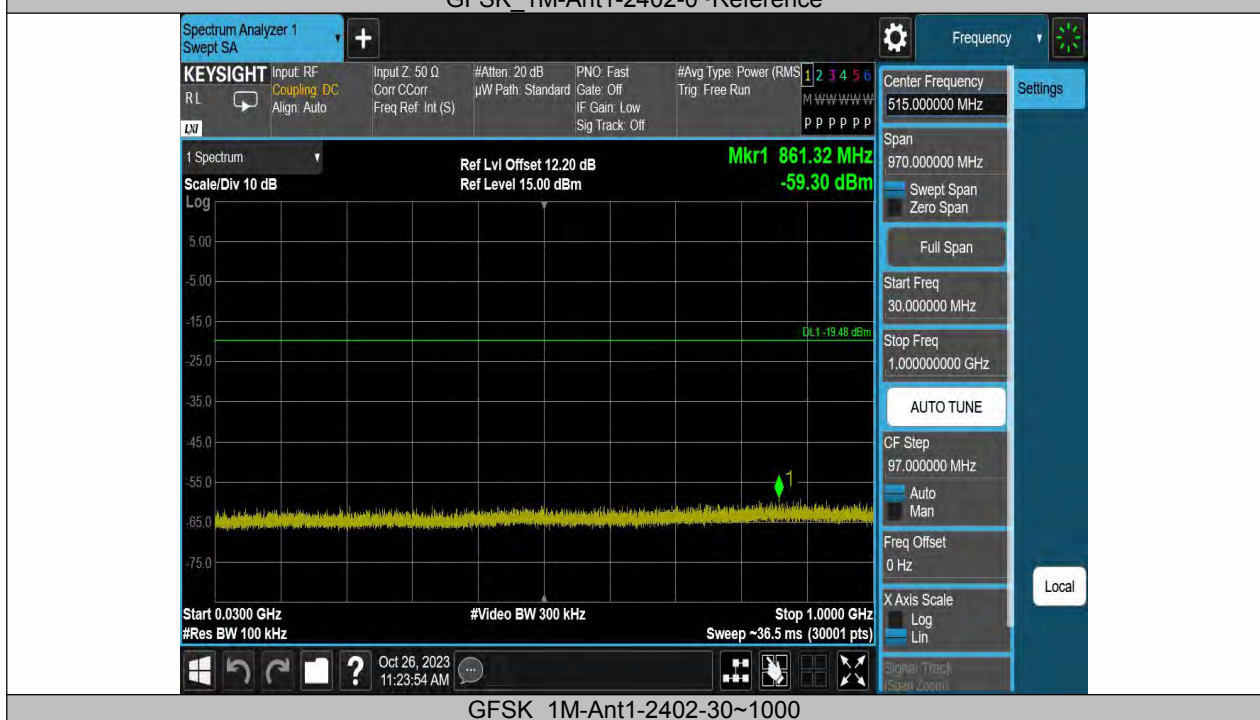 GFSK_1M-Ant1-2402-0~Reference
Spectrum Analyzer 1
Swept SA
Frequency
KEYSIGHT
RL
LXI
Input: RF
Coupling: DC
Align: Auto
Input Z: 50 Ω
Corr CCorr
Freq Ref: Int (S)
#Atten: 20 dB
µW Path: Standard
PNO: Fast
Gate: Off
IF Gain: Low
Sig Track: Off
#Avg Type: Power (RMS
Trig: Free Run
1 2 3 4 5 6
M W W W W W
P P P P P P
Center Frequency
515.000000 MHz
Settings
Span
970.000000 MHz
Swept Span
Zero Span
Full Span
Start Freq
30.000000 MHz
Stop Freq
1.000000000 GHz
AUTO TUNE
CF Step
97.000000 MHz
Auto
Man
Freq Offset
0 Hz
X Axis Scale
Log
Lin
Signal Track
(Span Zoom)
Local
1 Spectrum
Scale/Div 10 dB
Log
Ref Lvl Offset 12.20 dB
Ref Level 15.00 dBm
Mkr1 861.32 MHz
-59.30 dBm
5.00
-5.00
-15.0
DL1 -19.48 dBm
-25.0
-35.0
-45.0
-55.0
1
-65.0
-75.0
Start 0.0300 GHz
#Res BW 100 kHz
#Video BW 300 kHz
Stop 1.0000 GHz
Sweep ~36.5 ms (30001 pts)
?
Oct 26, 2023
11:23:54 AM
GFSK_1M-Ant1-2402-30~1000